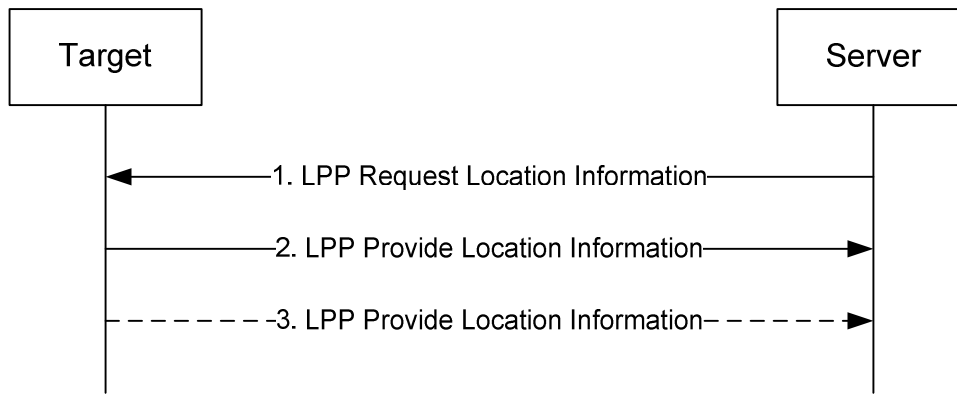 Target
Server
1. LPP Request Location Information
2. LPP Provide Location Information
3. LPP Provide Location Information